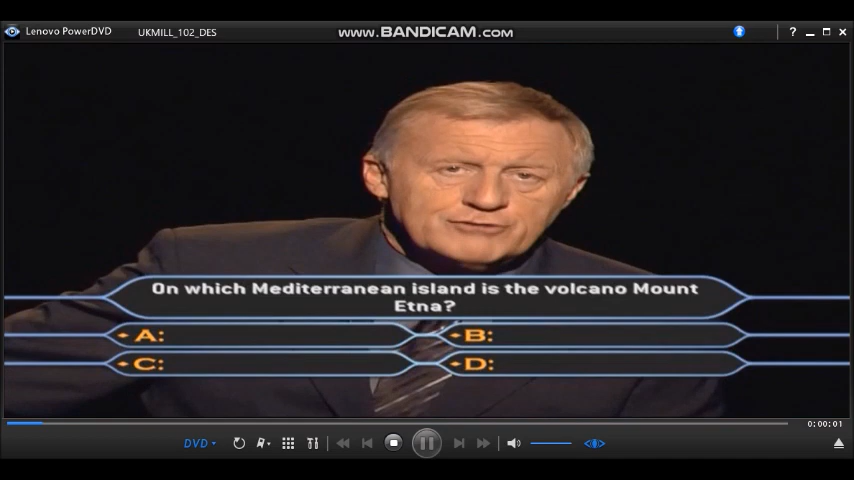 Lenovo PowerDVD
UKMILL_102_DES
www.BANDICAM.com
?
On which Mediterranean island is the volcano Mount
Etna?
A:
B:
C:
D:
0:00:01
DVD